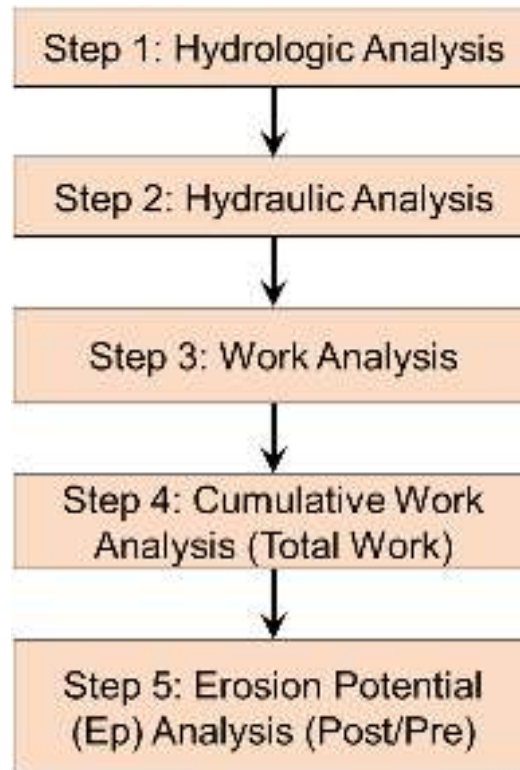 Step 1: Hydrologic Analysis
Step 2: Hydraulic Analysis
Step 3: Work Analysis
Step 4: Cumulative Work
Analysis (Total Work)
Step 5: Erosion Potential
(Ep) Analysis (Post/Pre)